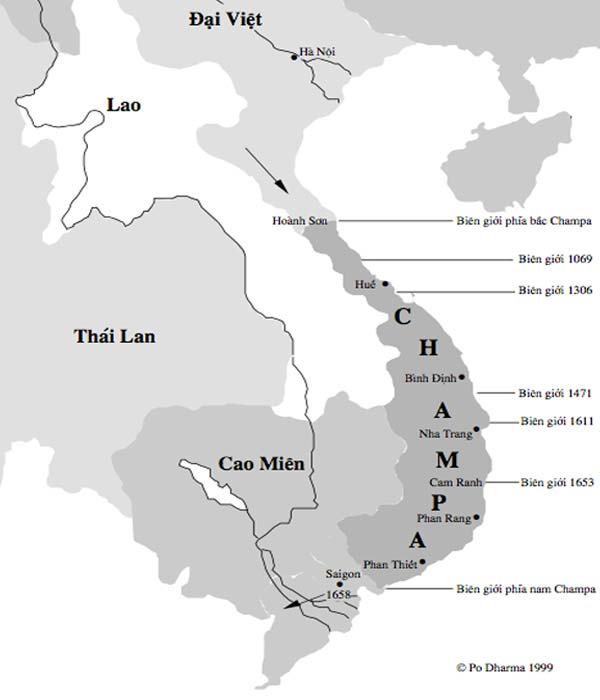 Đại Việt
Hà Nội
Lao
Hoành Sơn
Biên giới phía bắc Champa
Biên giới 1069
Huế
Biên giới 1306
C
H
A
M
P
A
Thái Lan
Bình Định
Biên giới 1471
Biên giới 1611
Nha Trang
Cao Miên
Cam Ranh
Biên giới 1653
Phan Rang
Phan Thiết
Saigon
1658
Biên giới phía nam Champa
© Po Dharma 1999